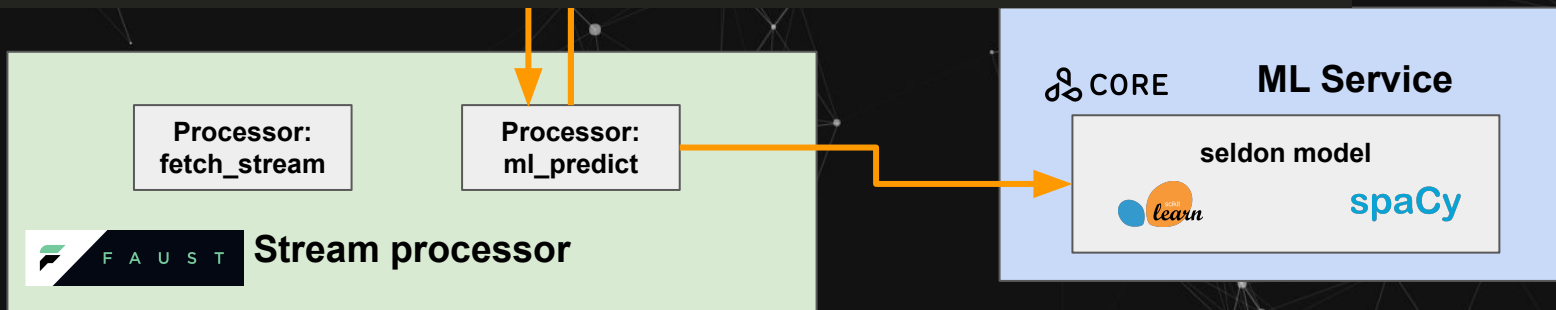 Processor:
fetch_stream
Processor:
ml_predict
FAUST
Stream processor
CORE
ML Service
seldon model
scikit
learn
spaCy